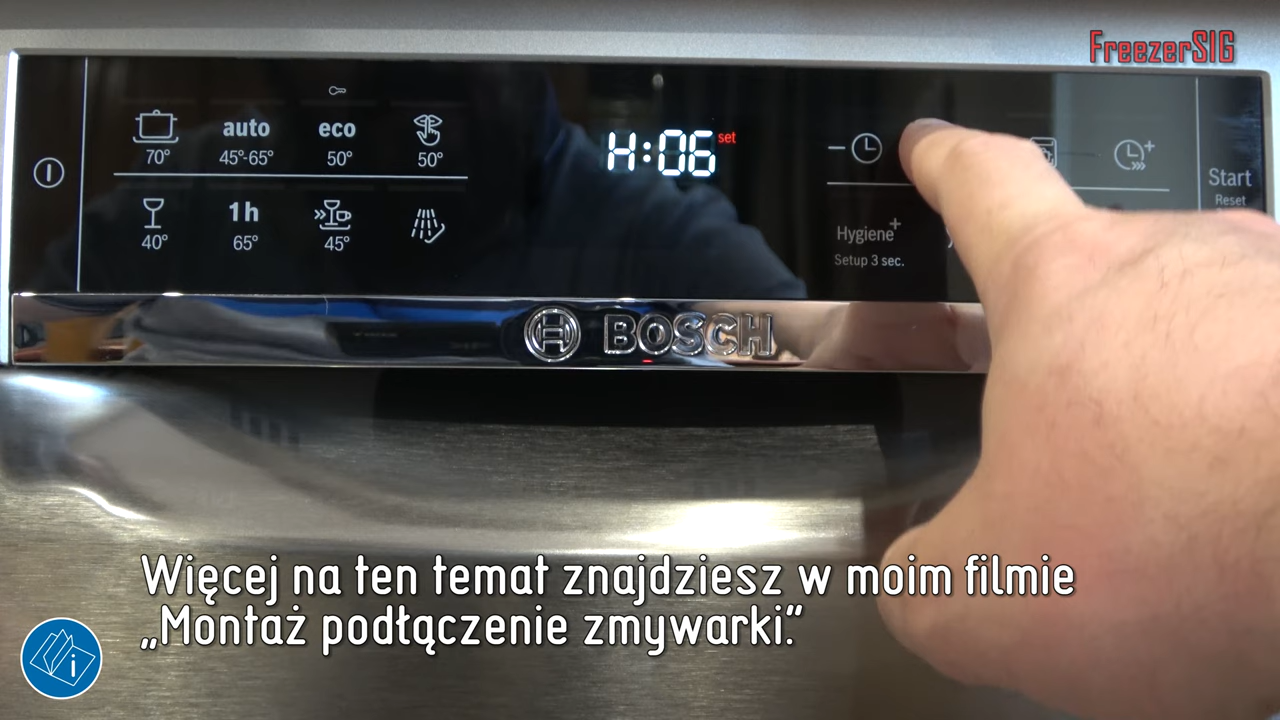 FreezerSIG
auto eco
70° 45°-65° 50° 50°
H:06 set
Start
Reset
1h
40° 65° 45°
Hygiene+
Setup 3 sec.
BOSCH
Więcej na ten temat znajdziesz w moim filmie
„Montaż podłączenie zmywarki.”
i